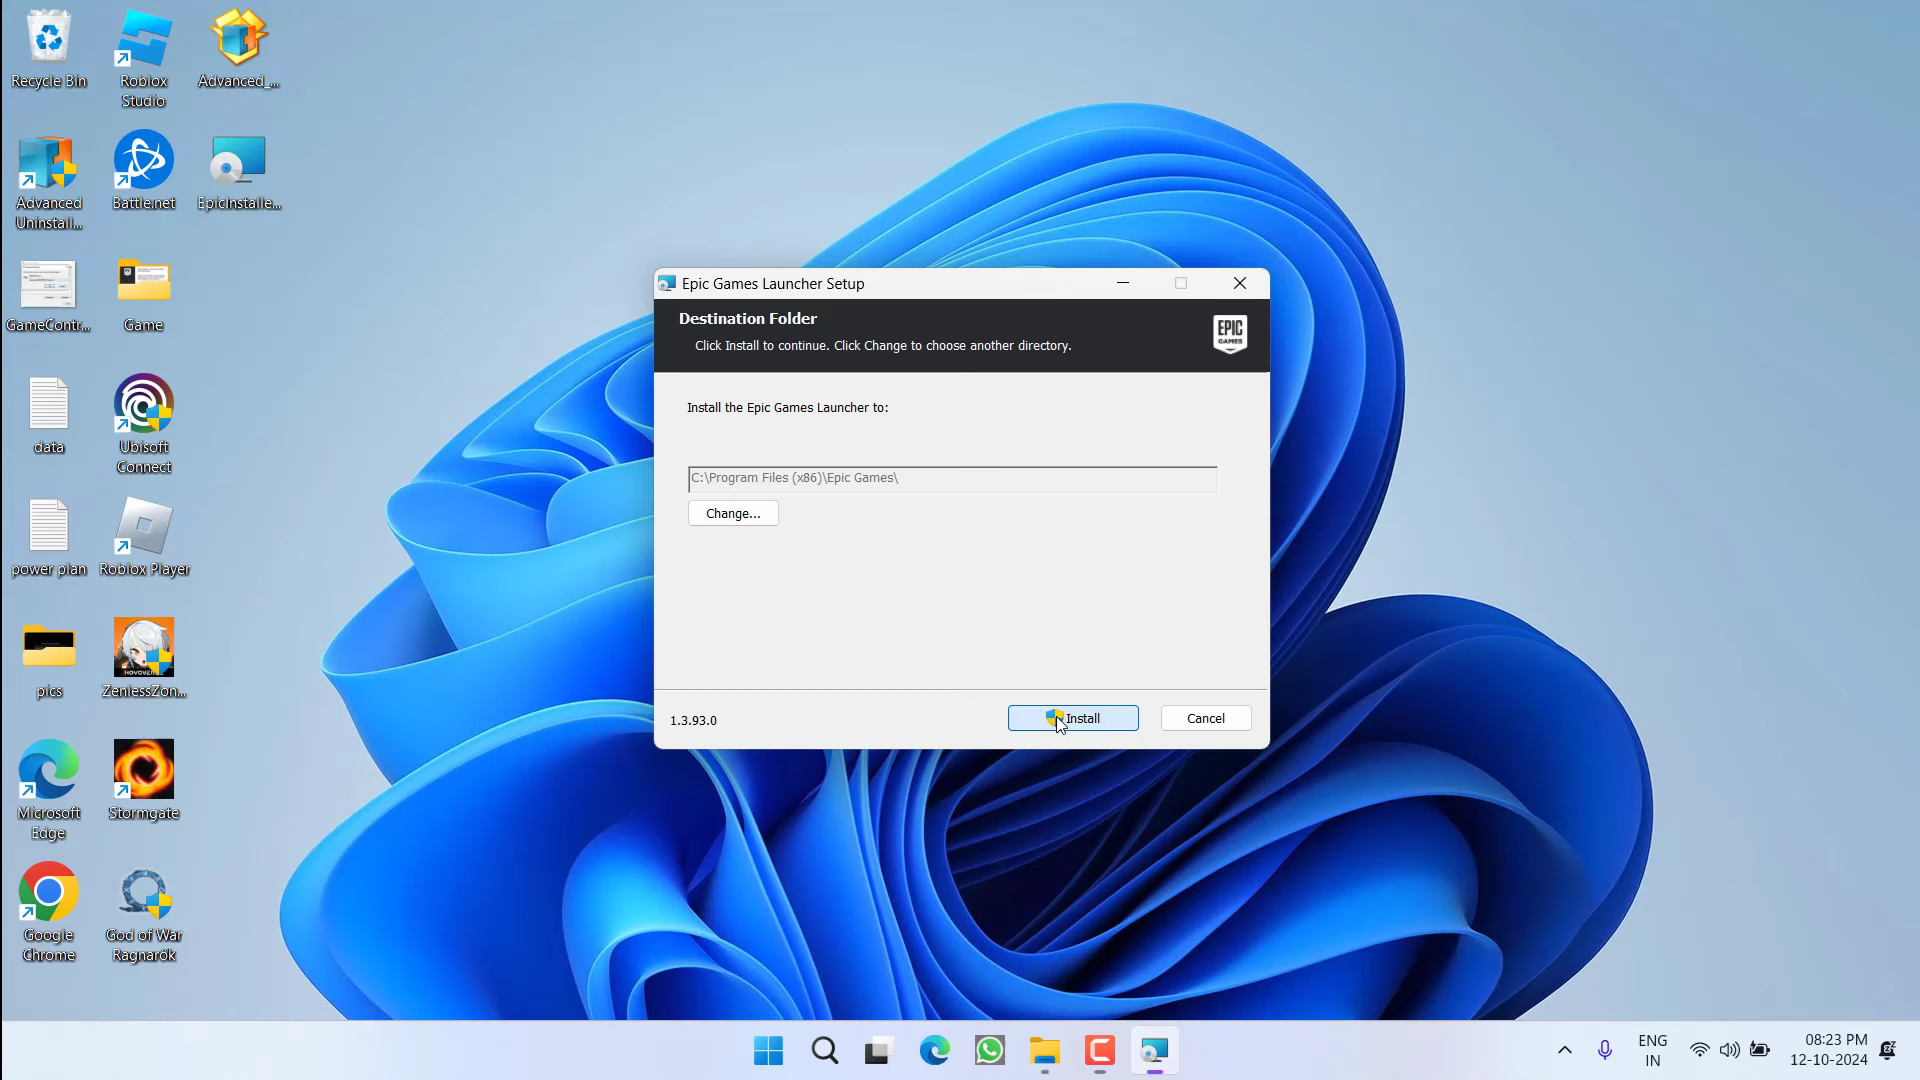 Recycle Bin
Roblox
Studio
Advanced_...
Advanced
Uninstall...
Battle.net
EpicInstalle...
GameContr...
Game
data
Ubisoft
Connect
power plan
Roblox Player
pics
HOYOVERSE
ZenlessZon...
Microsoft
Edge
Stormgate
Google
Chrome
God of War
Ragnarök
Epic Games Launcher Setup
Destination Folder
Click Install to continue. Click Change to choose another directory.
EPIC
GAMES
Install the Epic Games Launcher to:
C:\Program Files (x86)\Epic Games\
Change...
1.3.93.0
Install
Cancel
ENG
IN
08:23 PM
12-10-2024